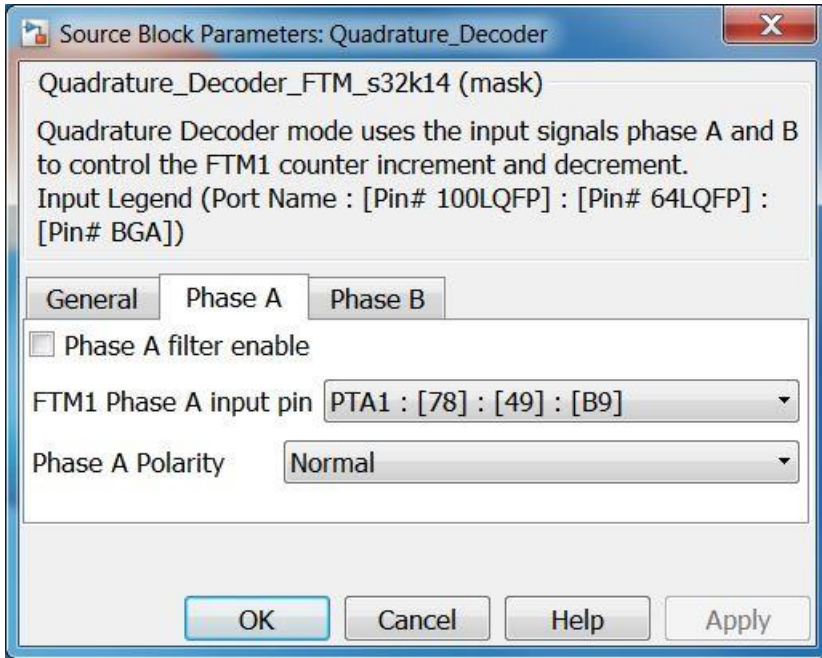 Source Block Parameters: Quadrature_Decoder
X
Quadrature_Decoder_FTM_s32k14 (mask)
Quadrature Decoder mode uses the input signals phase A and B
to control the FTM1 counter increment and decrement.
Input Legend (Port Name : [Pin# 100LQFP] : [Pin# 64LQFP] :
[Pin# BGA])
General Phase A Phase B
Phase A filter enable
FTM1 Phase A input pin PTA1 : [78] : [49] : [B9]
Phase A Polarity Normal
OK Cancel Help Apply